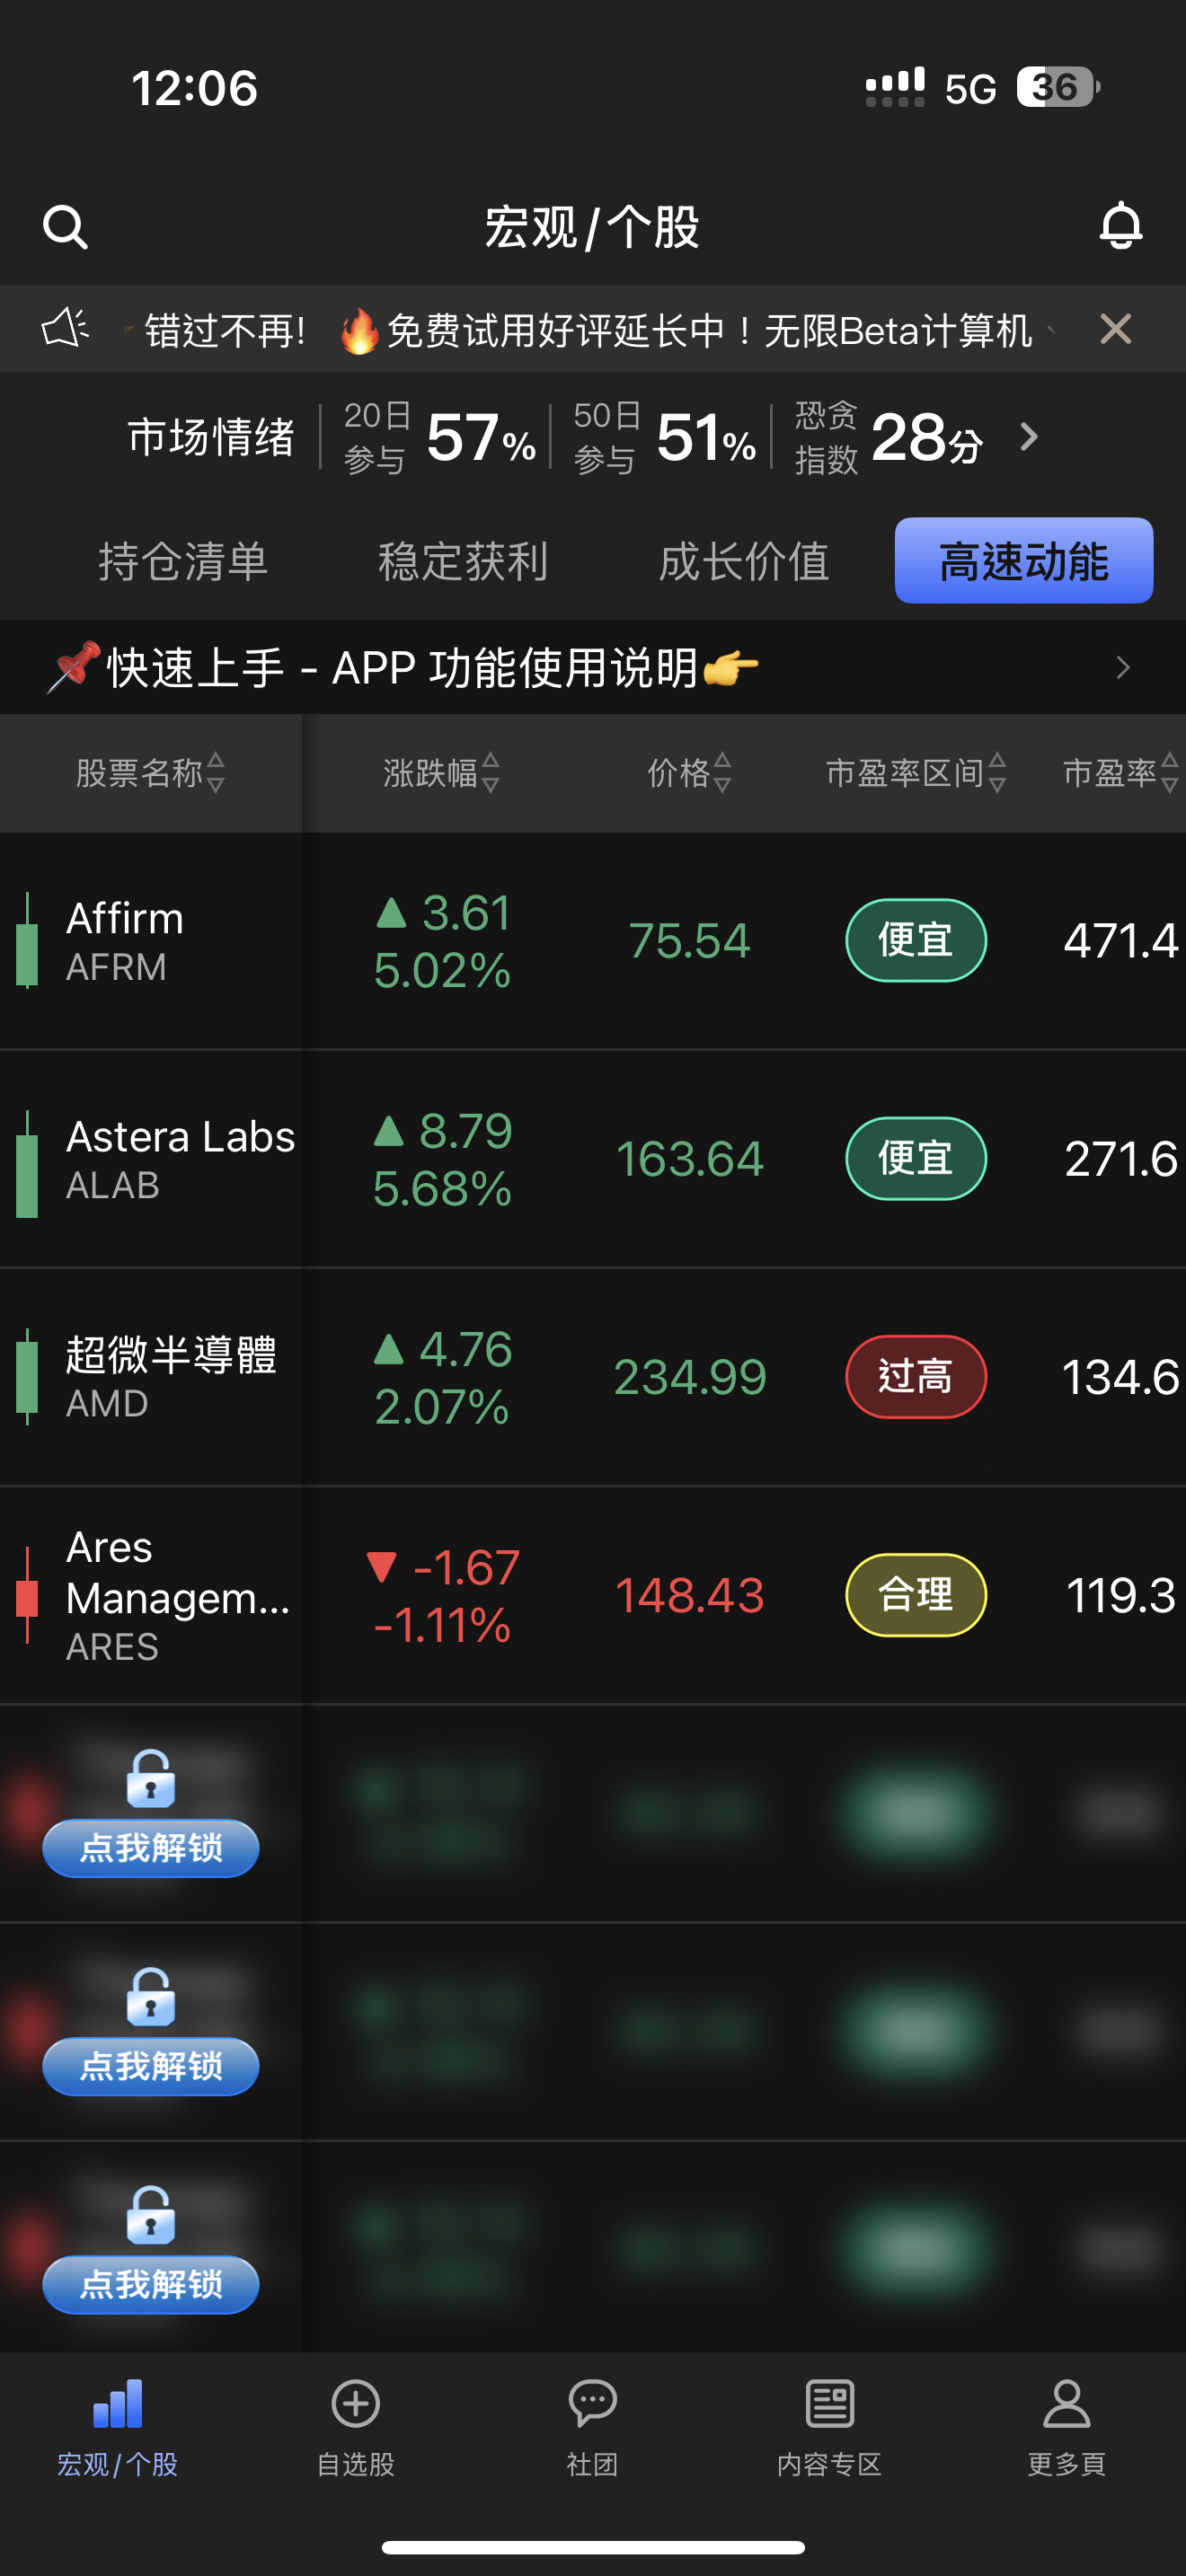 12:06
5G 36
宏观/个股
错过不再! 🔥免费试用好评延长中！无限Beta计算机
市场情绪
20日
参与
57%
50日
参与
51%
恐贪
指数
28分
持仓清单 稳定获利 成长价值 高速动能
📌快速上手 - APP 功能使用说明👉
股票名称 涨跌幅 价格 市盈率区间 市盈率
Affirm
AFRM
▲ 3.61
5.02%
75.54
便宜
471.4
Astera Labs
ALAB
▲ 8.79
5.68%
163.64
便宜
271.6
超微半導體
AMD
▲ 4.76
2.07%
234.99
过高
134.6
Ares
Managem...
ARES
▼ -1.67
-1.11%
148.43
合理
119.3
点我解锁
点我解锁
点我解锁
宏观/个股 自选股 社团 内容专区 更多頁